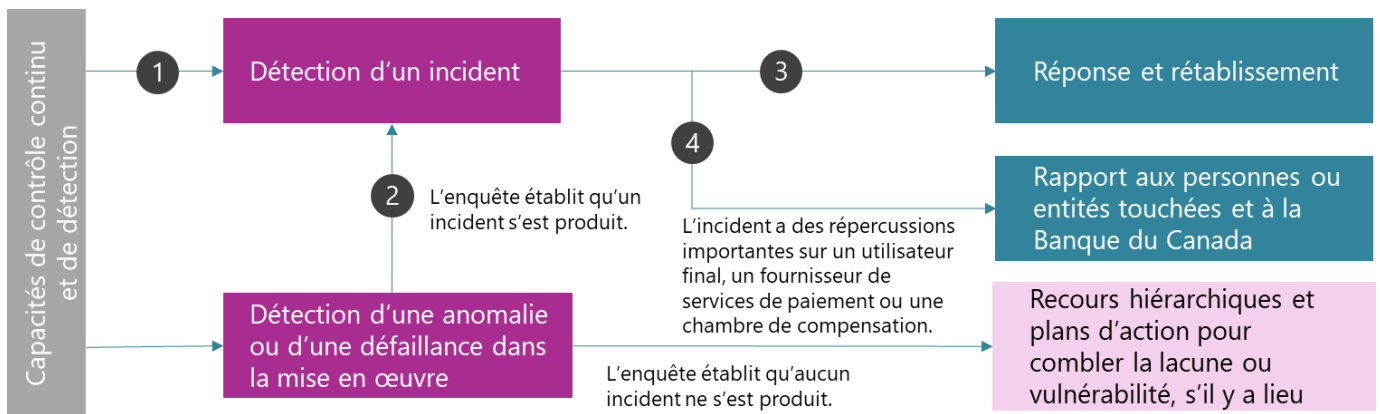 Capacités de contrôle continu
et de détection
1
Détection d’un incident
3
Réponse et rétablissement
4
2
L’enquête établit qu’un
incident s’est produit.
L’incident a des répercussions
importantes sur un utilisateur
final, un fournisseur de
services de paiement ou une
chambre de compensation.
Rapport aux personnes ou
entités touchées et à la
Banque du Canada
Détection d’une anomalie
ou d’une défaillance dans
la mise en œuvre
L’enquête établit qu’aucun
incident ne s’est produit.
Recours hiérarchiques et
plans d’action pour
combler la lacune ou
vulnérabilité, s’il y a lieu